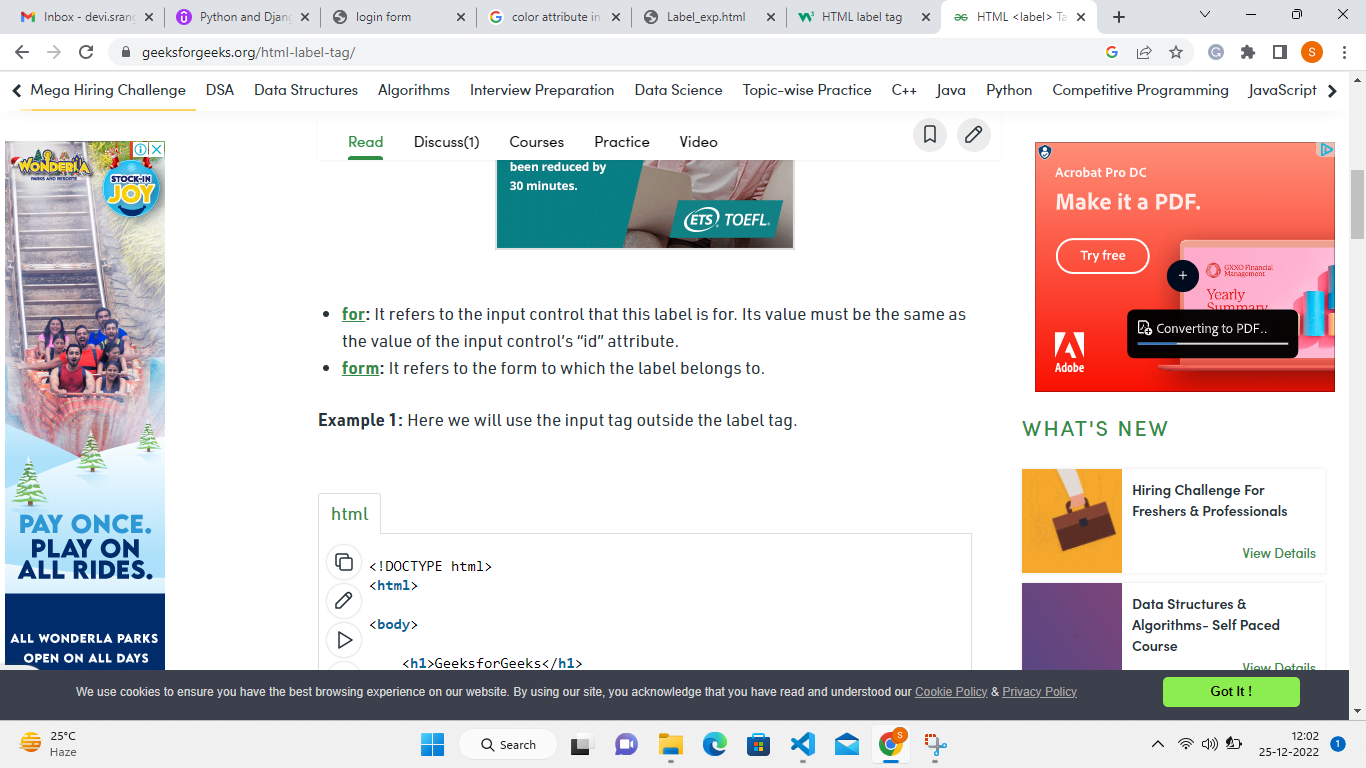 Inbox - devi.srang
Python and Djang
login form
color attribute in
Label_exp.html
HTML label tag
HTML <label> Ta
geeksforgeeks.org/html-label-tag/
S
Mega Hiring Challenge DSA Data Structures Algorithms Interview Preparation Data Science Topic-wise Practice C++ Java Python Competitive Programming JavaScript
Read Discuss(1) Courses Practice Video
WONDERLA
PARKS AND RESORTS
STOCK-IN
JOY
PAY ONCE.
PLAY ON
ALL RIDES.
ALL WONDERLA PARKS
OPEN ON ALL DAYS
been reduced by
30 minutes.
ETS TOEFL.
for: It refers to the input control that this label is for. Its value must be the same as
the value of the input control's “id” attribute.
form: It refers to the form to which the label belongs to.
Example 1: Here we will use the input tag outside the label tag.
html
<!DOCTYPE html>
<html>
<body>
<h1>GeeksforGeeks</h1>
Acrobat Pro DC
Make it a PDF.
Try free
GXXO Financial
Management
Yearly
Summary
Converting to PDF..
Adobe
WHAT'S NEW
Hiring Challenge For
Freshers & Professionals
View Details
Data Structures &
Algorithms- Self Paced
Course
View Details
We use cookies to ensure you have the best browsing experience on our website. By using our site, you acknowledge that you have read and understood our Cookie Policy & Privacy Policy
Got It !
25°C
Haze
Search
S
12:02
25-12-2022
1